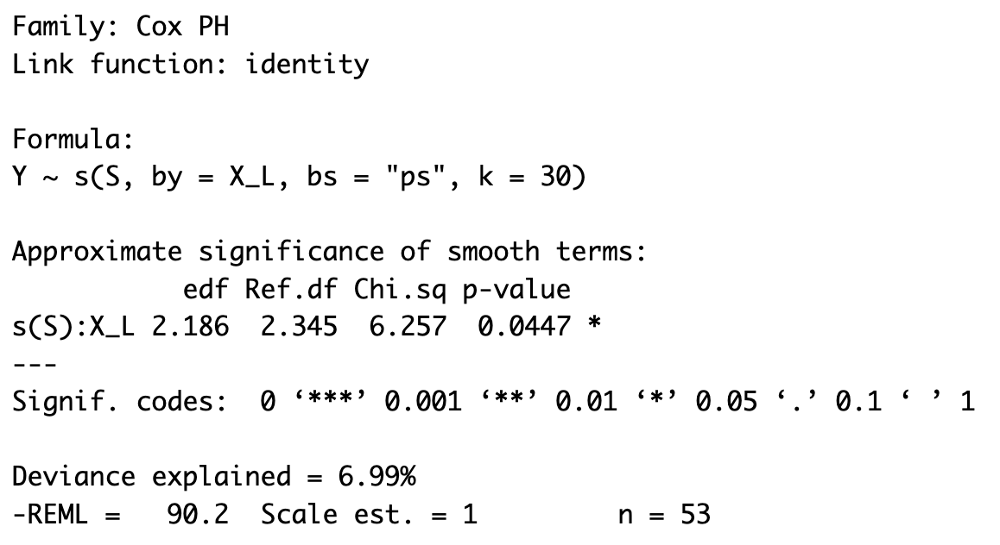 Family: Cox PH
Link function: identity

Formula:
Y ~ s(S, by = X_L, bs = "ps", k = 30)

Approximate significance of smooth terms:
           edf Ref.df Chi.sq p-value
s(S):X_L 2.186  2.345  6.257  0.0447 *
---
Signif. codes:  0 ‘***’ 0.001 ‘**’ 0.01 ‘*’ 0.05 ‘.’ 0.1 ‘ ’ 1

Deviance explained = 6.99%
-REML =   90.2  Scale est. = 1         n = 53